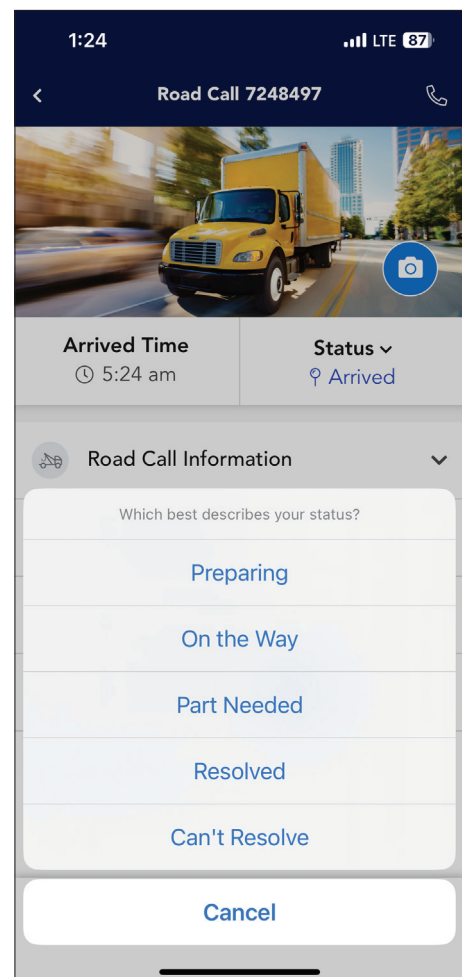 1:24 LTE 87
Road Call 7248497
Arrived Time
Status
5:24 am
Arrived
Road Call Information
Which best describes your status?
Preparing
On the Way
Part Needed
Resolved
Can't Resolve
Cancel